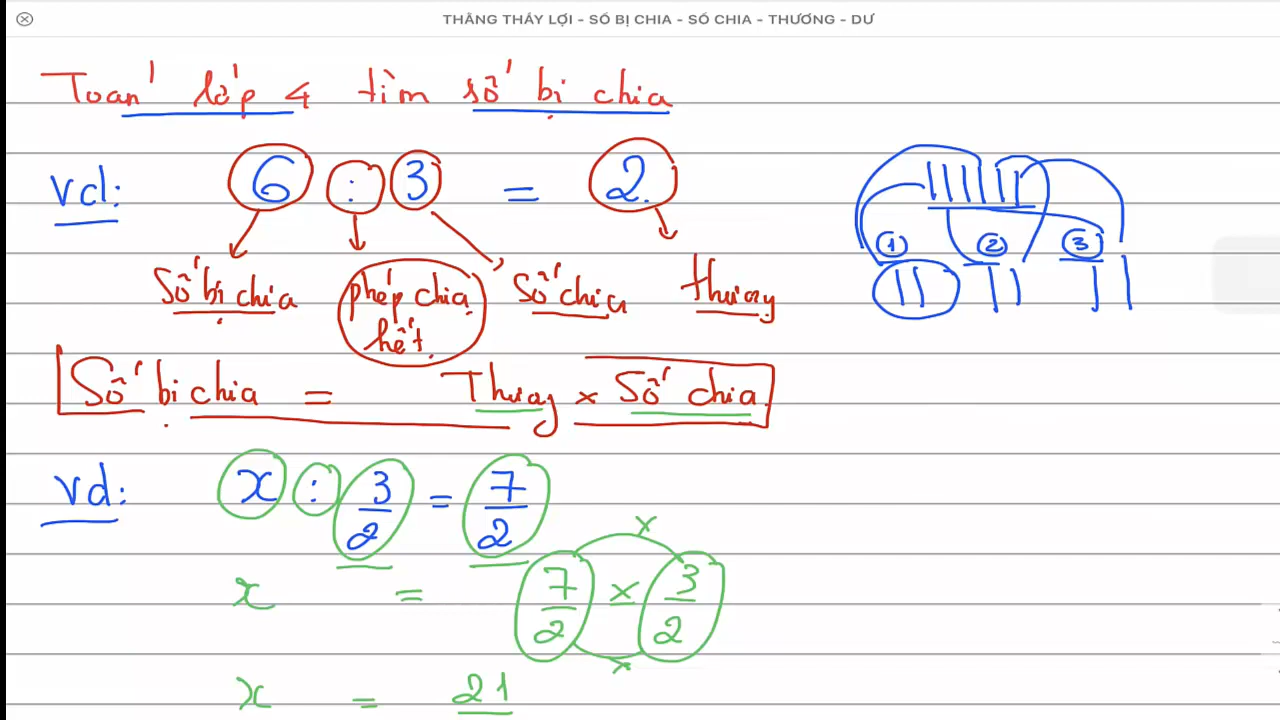 THẦNG THẦY LỢI - SỐ BỊ CHIA - SỐ CHIA - THƯƠNG - DƯ
Toán lớp 4 tìm số bị chia
vd: 6 : 3 = 2
① ② ③
Số bị chia phép chia hết. Số chia thương
Số bị chia = Thương × Số chia
vd: x : 3/2 = 7/2
x = 7/2 × 3/2
× ×
x = 21